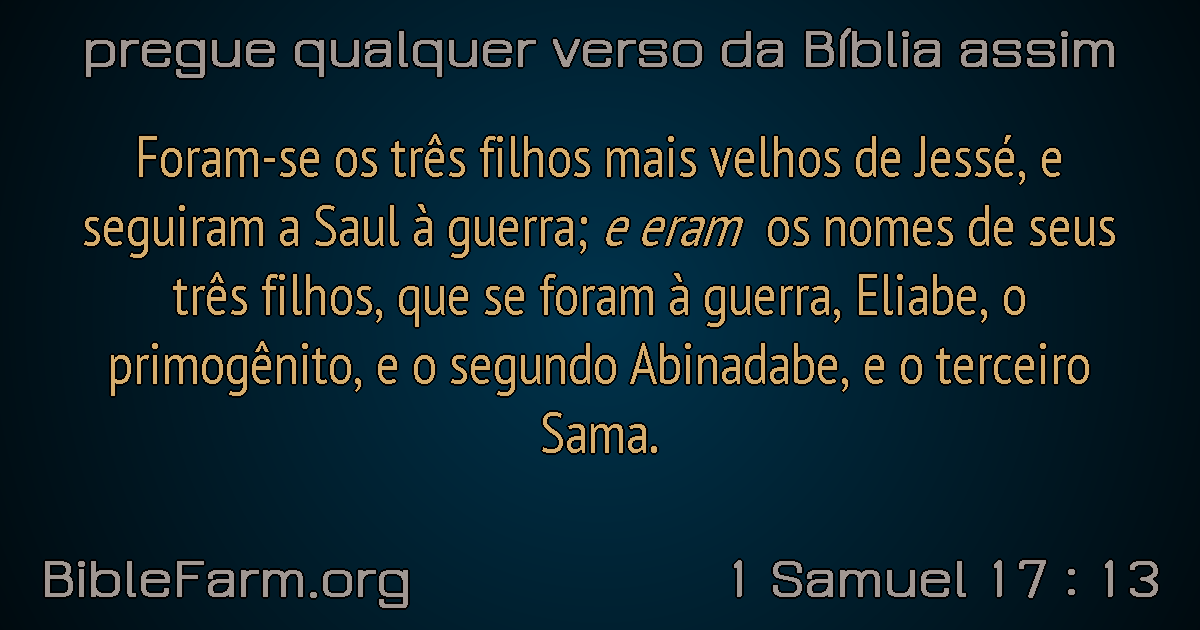 pregue qualquer verso da Bíblia assim
Foram-se os três filhos mais velhos de Jessé, e
seguiram a Saul à guerra; e eram os nomes de seus
três filhos, que se foram à guerra, Eliabe, o
primogênito, e o segundo Abinadabe, e o terceiro
Sama.
BibleFarm.org
1 Samuel 17 : 13